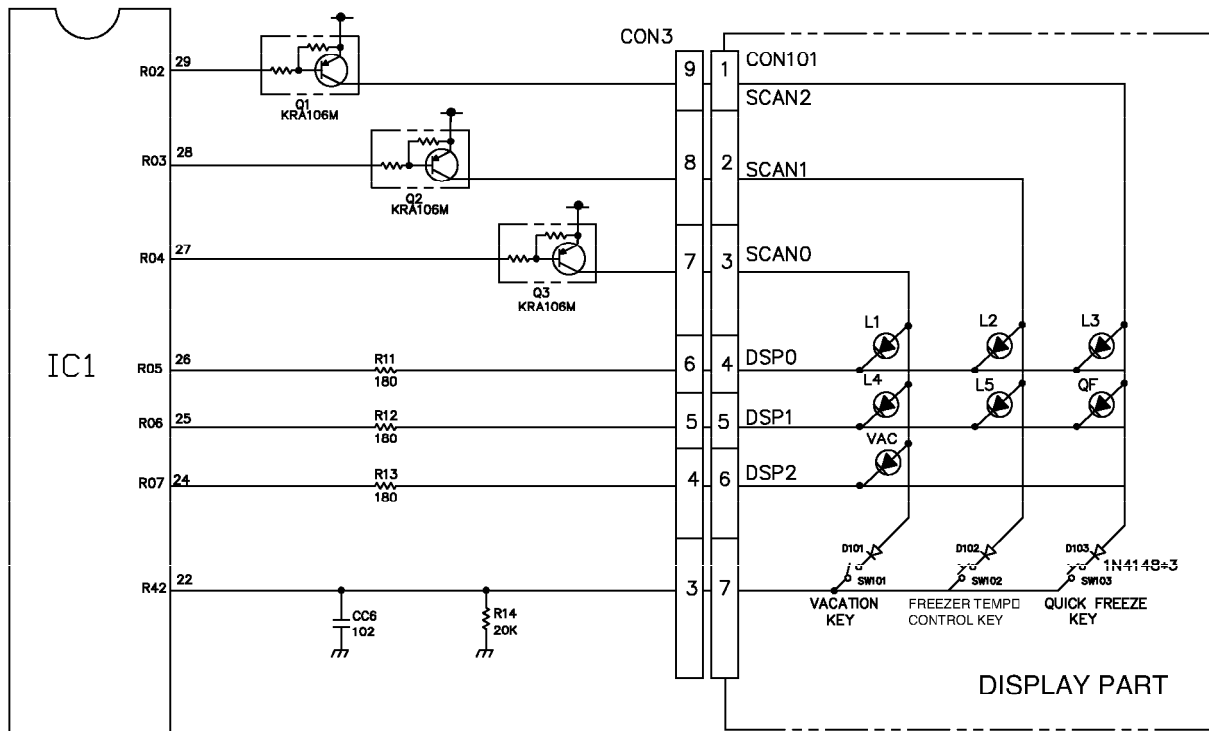 CON3
CON101
R02
29
9
1
SCAN2
Q1
KRA106M
R03
28
8
2
SCAN1
Q2
KRA106M
R04
27
7
3
SCAN0
Q3
KRA106M
L1
L2
L3
IC1
R05
26
R11
180
6
4
DSP0
L4
L5
QF
R06
25
R12
180
5
5
DSP1
VAC
R07
24
R13
180
4
6
DSP2
D101
D102
D103
1N4148*3
SW101
SW102
SW103
R42
22
3
7
VACATION
KEY
FREEZER TEMP
CONTROL KEY
QUICK FREEZE
KEY
CC6
102
R14
20K
DISPLAY PART